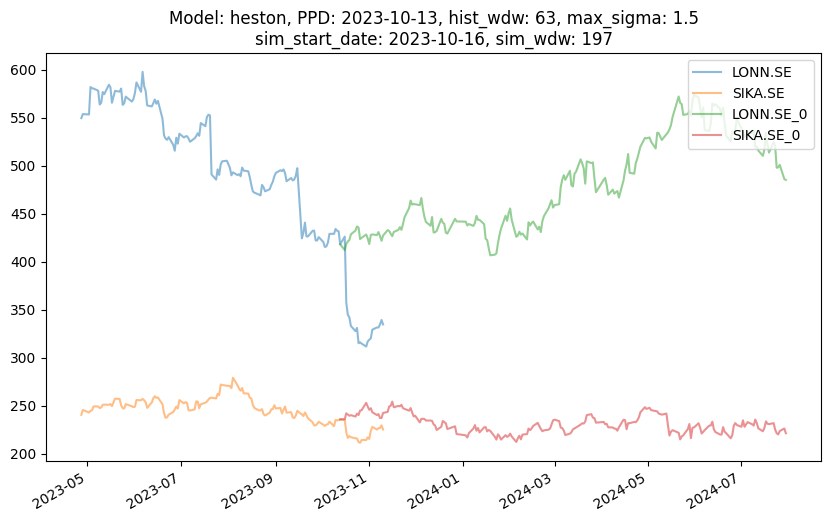 Model: heston, PPD: 2023-10-13, hist_wdw: 63, max_sigma: 1.5
sim_start_date: 2023-10-16, sim_wdw: 197
600
550
500
450
400
350
300
250
200
LONN.SE
SIKA.SE
LONN.SE_0
SIKA.SE_0
2023-05
2023-07
2023-09
2023-11
2024-01
2024-03
2024-05
2024-07